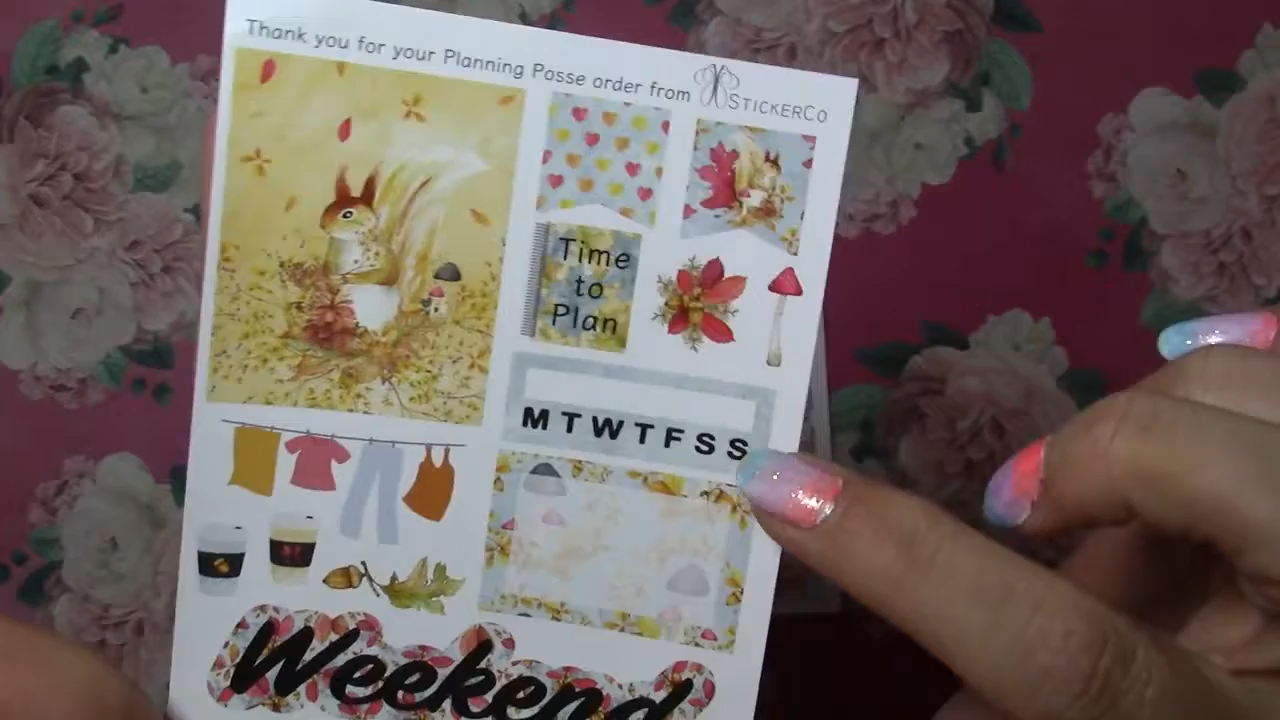 Thank you for your Planning Posse order from STICKERCO
Time
to
Plan
MTWTFSS
Weekend